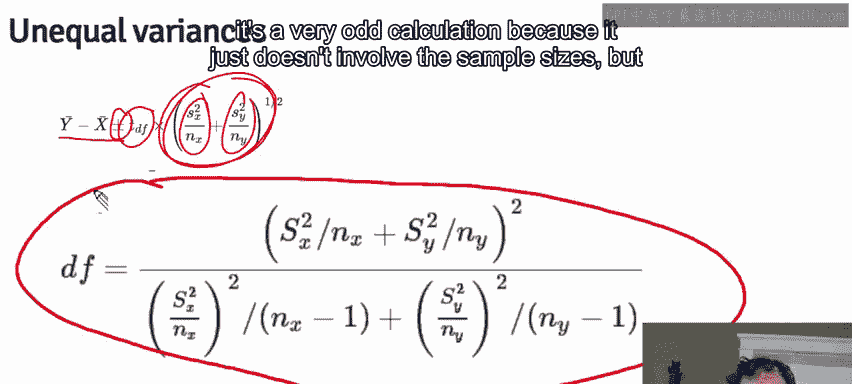 Unequal variances
it's a very odd calculation because it
just doesn't involve the sample sizes, but
Ȳ − X̄ ± t_df × (s_x²/n_x + s_y²/n_y)^1/2
df = (S_x²/n_x + S_y²/n_y)² / ((S_x²/n_x)²/(n_x − 1) + (S_y²/n_y)²/(n_y − 1))